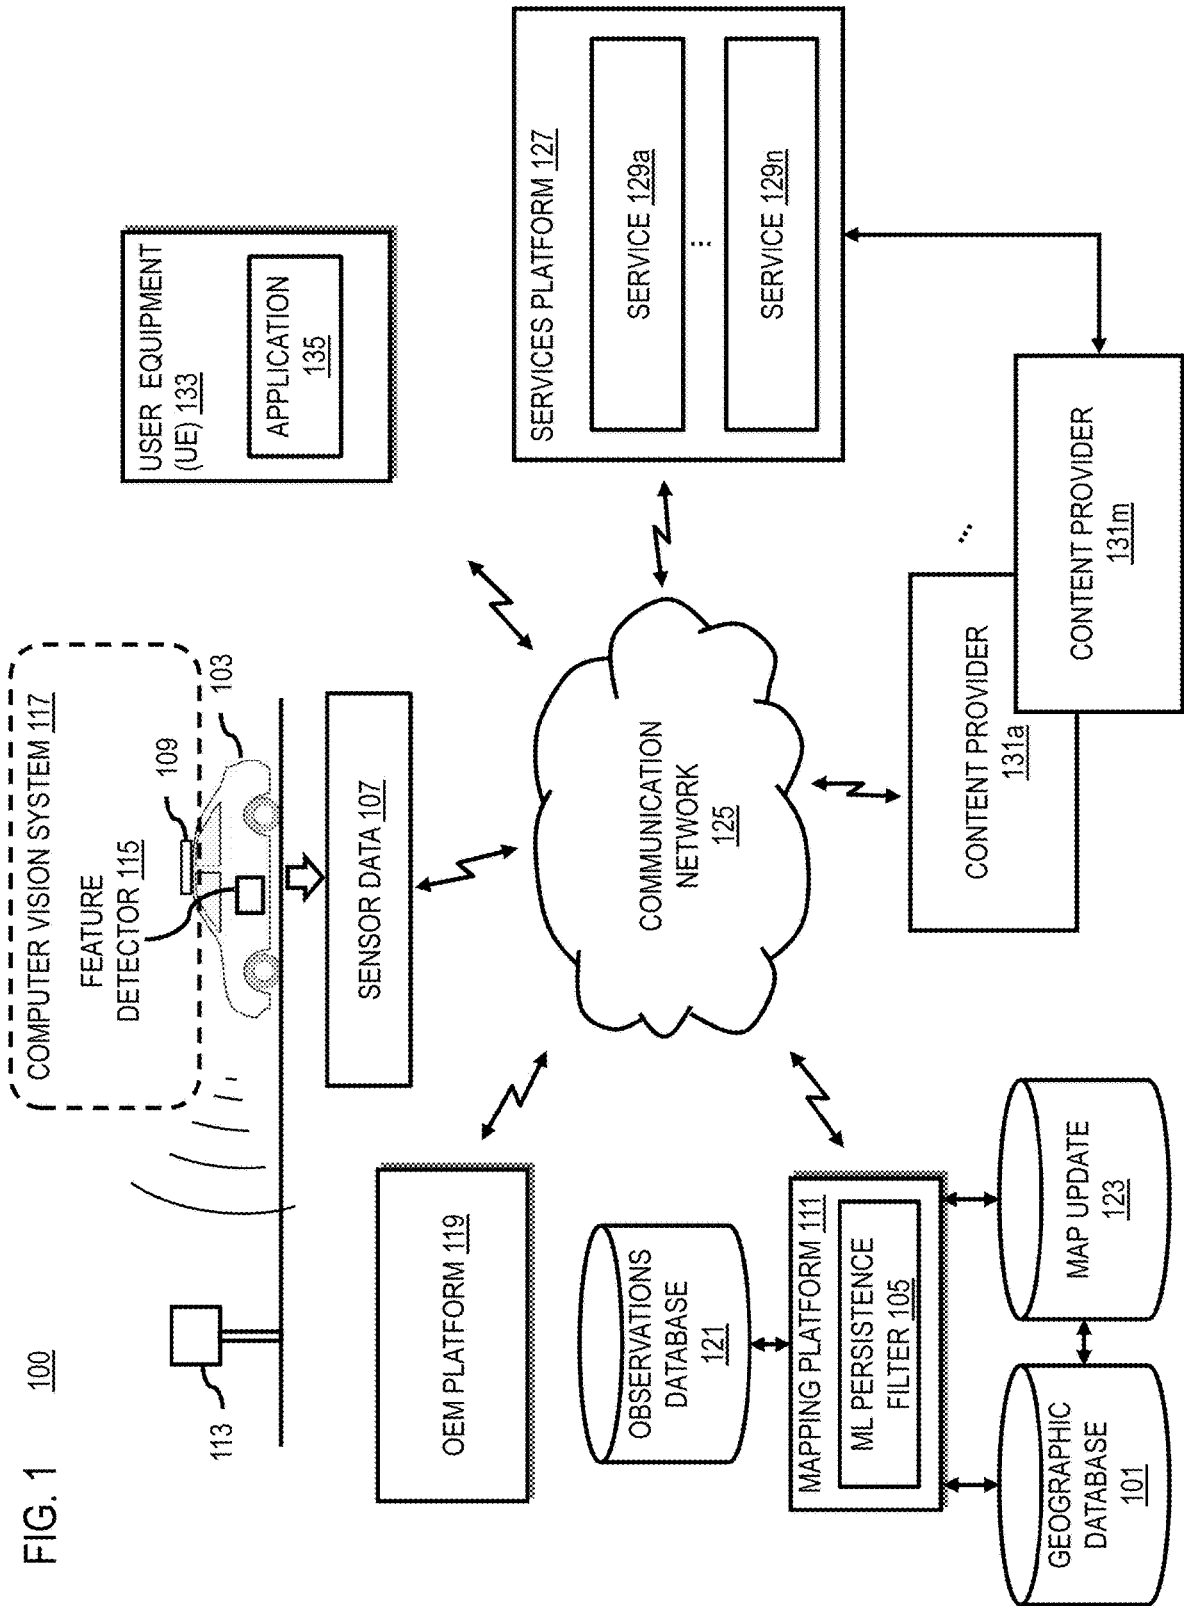 FIG. 1
100
COMPUTER VISION SYSTEM 117
FEATURE
DETECTOR 115
109
103
113
SENSOR DATA 107
USER EQUIPMENT
(UE) 133
APPLICATION
135
OEM PLATFORM 119
OBSERVATIONS
DATABASE
121
MAPPING PLATFORM 111
ML PERSISTENCE
FILTER 105
GEOGRAPHIC
DATABASE
101
MAP UPDATE
123
COMMUNICATION
NETWORK
125
SERVICES PLATFORM 127
SERVICE 129a
...
SERVICE 129n
CONTENT PROVIDER
131a
...
CONTENT PROVIDER
131m